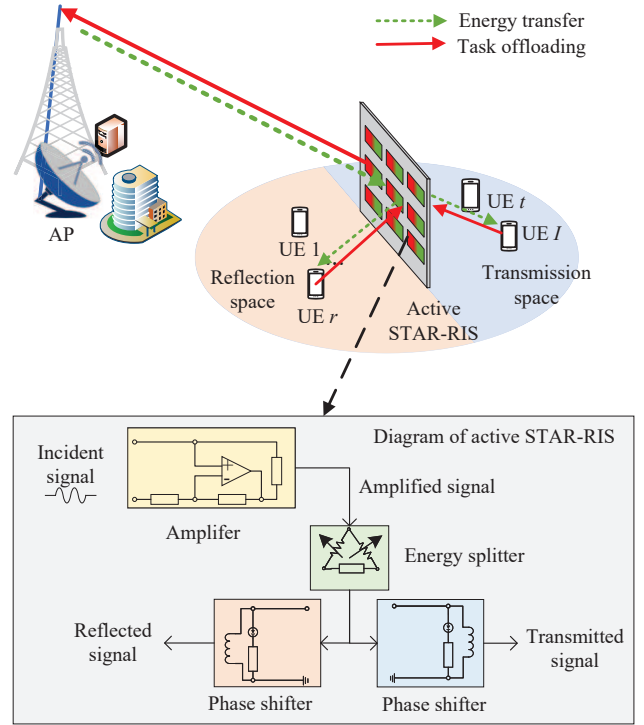 Energy transfer
Task offloading
AP
UE t
UE I
UE 1
...
Reflection
space
UE r
Transmission
space
Active
STAR-RIS
Diagram of active STAR-RIS
Incident
signal
Amplified signal
Amplifer
Energy splitter
Reflected
signal
Transmitted
signal
Phase shifter
Phase shifter